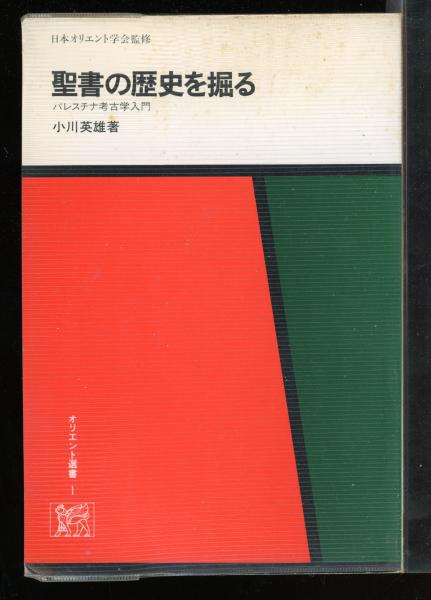 日本オリエント学会監修
聖書の歴史を掘る
パレスチナ考古学入門
小川英雄著
オリエント選書 1